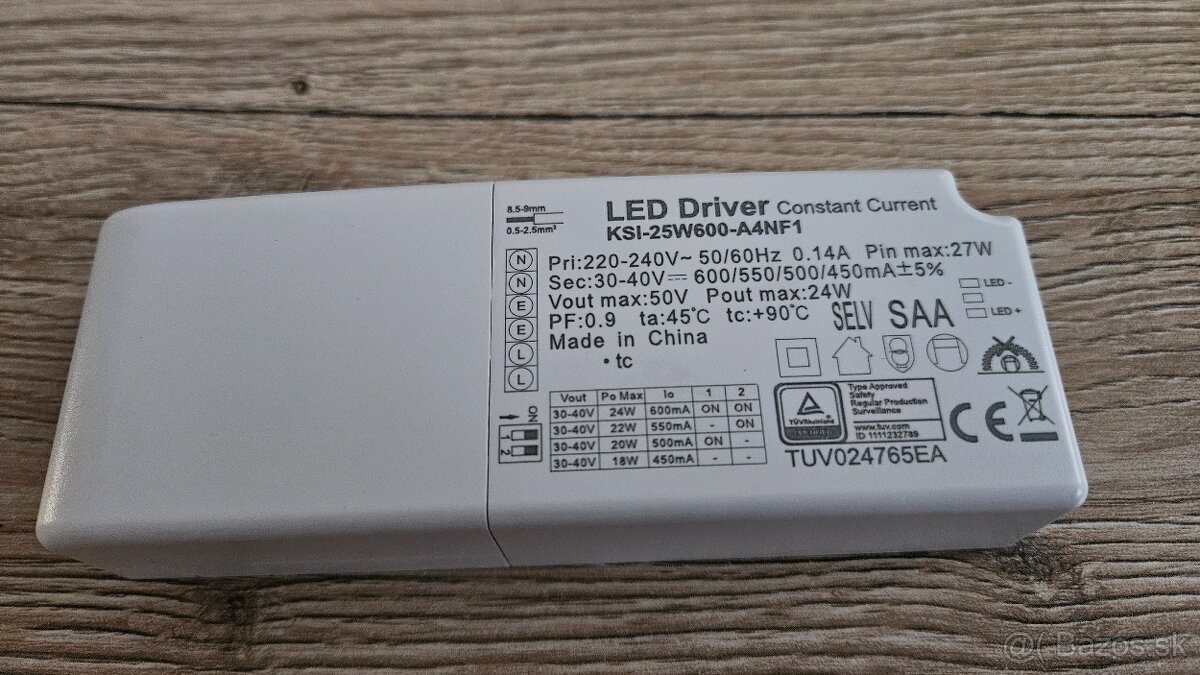 8.5-9mm
0.5-2.5mm²
LED Driver Constant Current
KSI-25W600-A4NF1
N
N
E
E
L
L
Pri:220-240V~ 50/60Hz 0.14A Pin max:27W
Sec:30-40V⎓ 600/550/500/450mA±5%
Vout max:50V Pout max:24W
PF:0.9 ta:45°C tc:+90°C SELV SAA
Made in China
• tc
LED -
LED +
ON
1
2
Vout Po Max Io 1 2
30-40V 24W 600mA ON ON
30-40V 22W 550mA - ON
30-40V 20W 500mA ON -
30-40V 18W 450mA - -
TÜVRheinland
Type Approved
Safety
Regular Production
Surveillance
www.tuv.com
ID 1111232789
CE
TUV024765EA
@( Bazos.sk